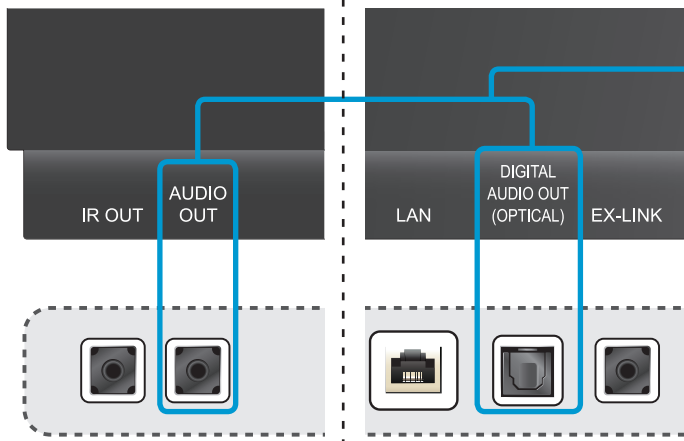 IR OUT
AUDIO
OUT
LAN
DIGITAL
AUDIO OUT
(OPTICAL)
EX-LINK